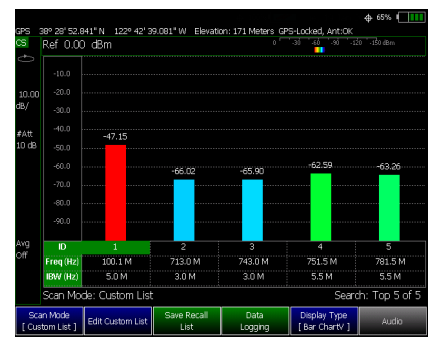 65%
GPS 38º 28' 52.841" N 122º 42' 39.081" W Elevation: 171 Meters GPS-Locked, Ant:OK
CS Ref 0.00 dBm 0 -30 -60 -90 -120 -150 dBm
-10.0
10.00 dB/
-20.0
-30.0
#Att 10 dB
-40.0
-47.15
-50.0
-60.0
-66.02 -65.90 -62.59 -63.26
-70.0
-80.0
-90.0
Avg Off
ID 1 2 3 4 5
Freq (Hz) 100.1 M 713.0 M 743.0 M 751.5 M 781.5 M
IBW (Hz) 5.0 M 3.0 M 3.0 M 5.5 M 5.5 M
Scan Mode: Custom List Search: Top 5 of 5
Scan Mode [ Custom List ]
Edit Custom List
Save Recall List
Data Logging
Display Type [ Bar ChartV ]
Audio